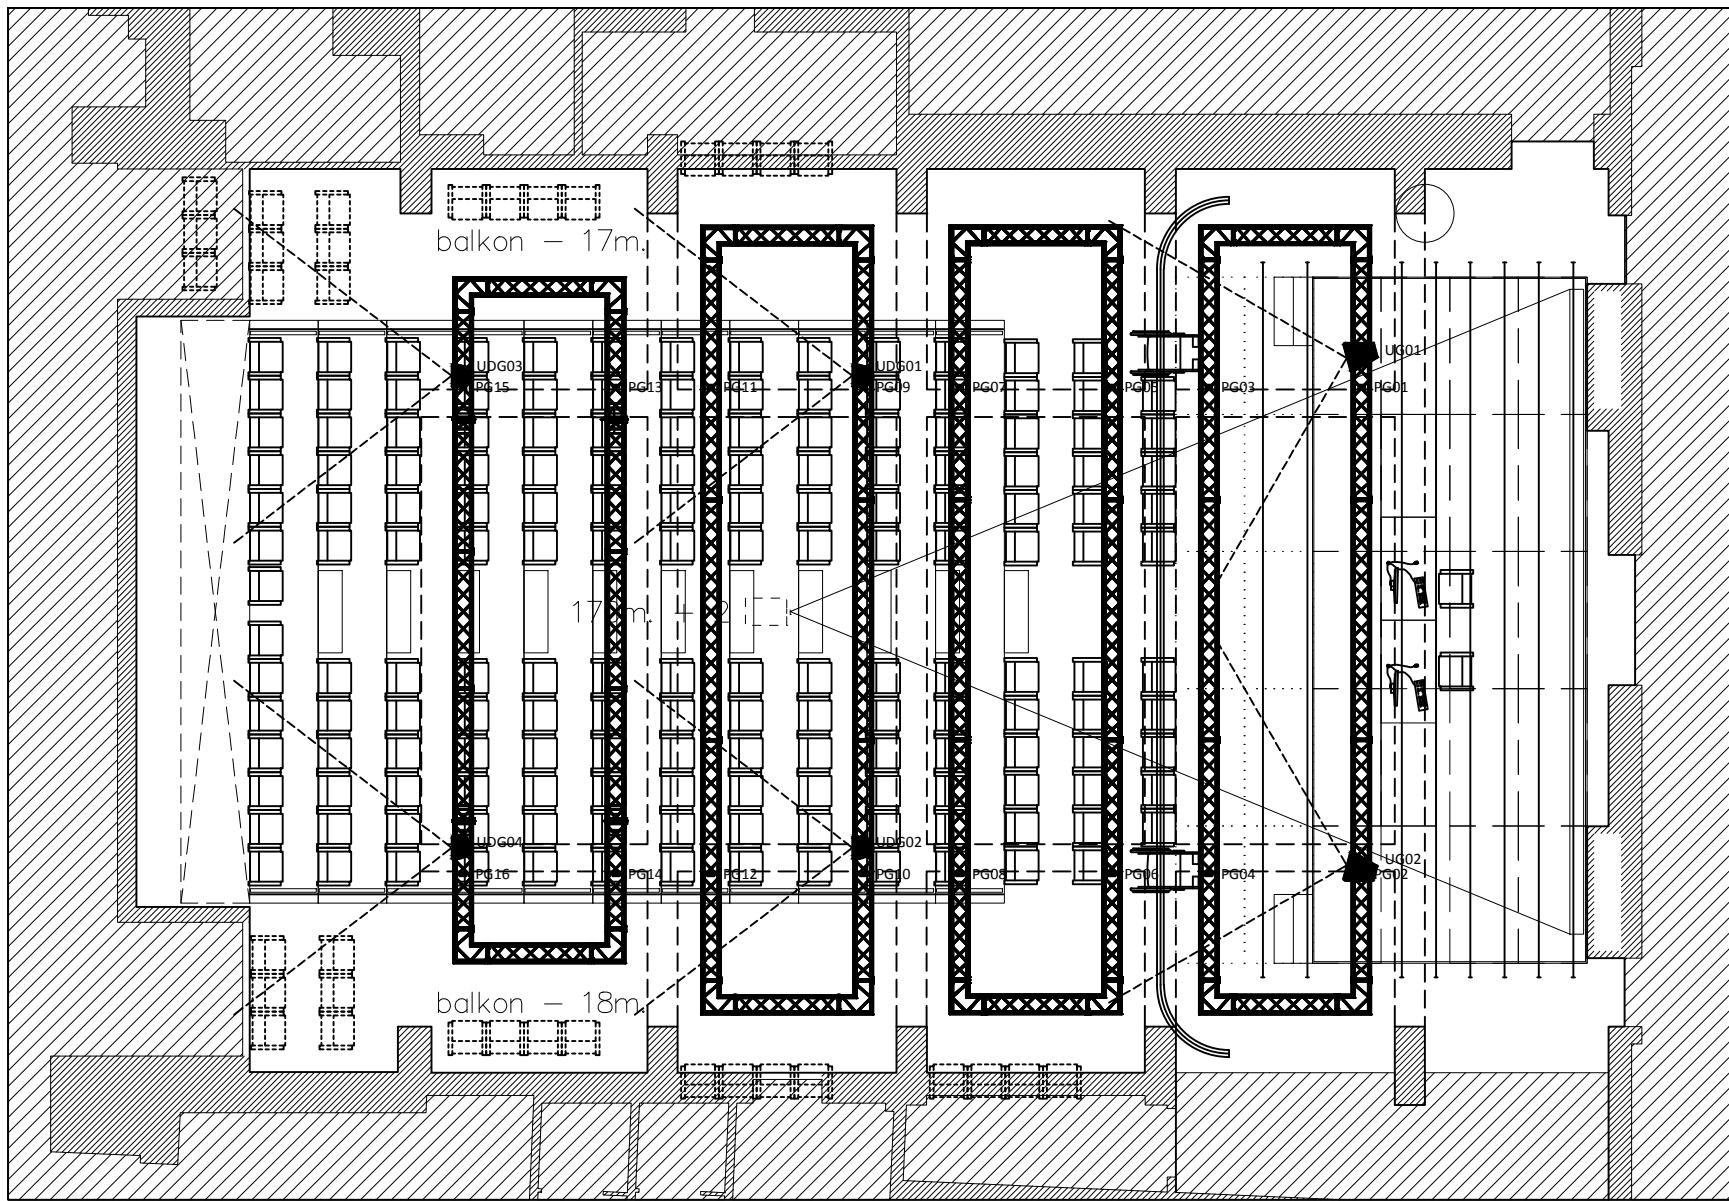 balkon – 17m.
UDG03
UDG01
UG01
PG15
PG13
PG11
PG09
PG07
PG05
PG03
PG01
UDG04
UDG02
UG02
PG16
PG14
PG12
PG10
PG08
PG06
PG04
PG02
balkon – 18m.